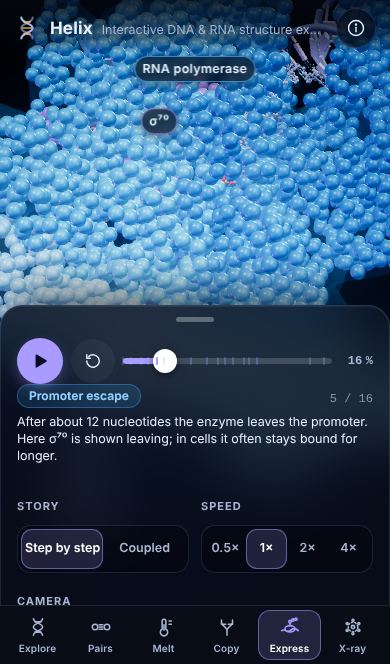 Helix Interactive DNA & RNA structure ex...
RNA polymerase
σ⁷⁰
16 %
Promoter escape 5 / 16
After about 12 nucleotides the enzyme leaves the promoter.
Here σ⁷⁰ is shown leaving; in cells it often stays bound for
longer.
STORY SPEED
Step by step Coupled 0.5× 1× 2× 4×
CAMERA
Explore Pairs Melt Copy Express X-ray